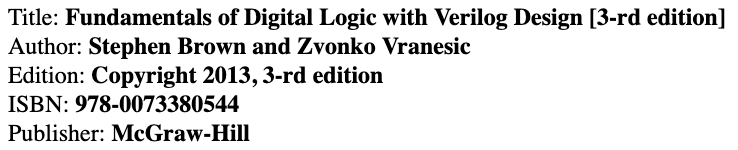 Title: Fundamentals of Digital Logic with Verilog Design [3-rd edition]
Author: Stephen Brown and Zvonko Vranesic
Edition: Copyright 2013, 3-rd edition
ISBN: 978-0073380544
Publisher: McGraw-Hill